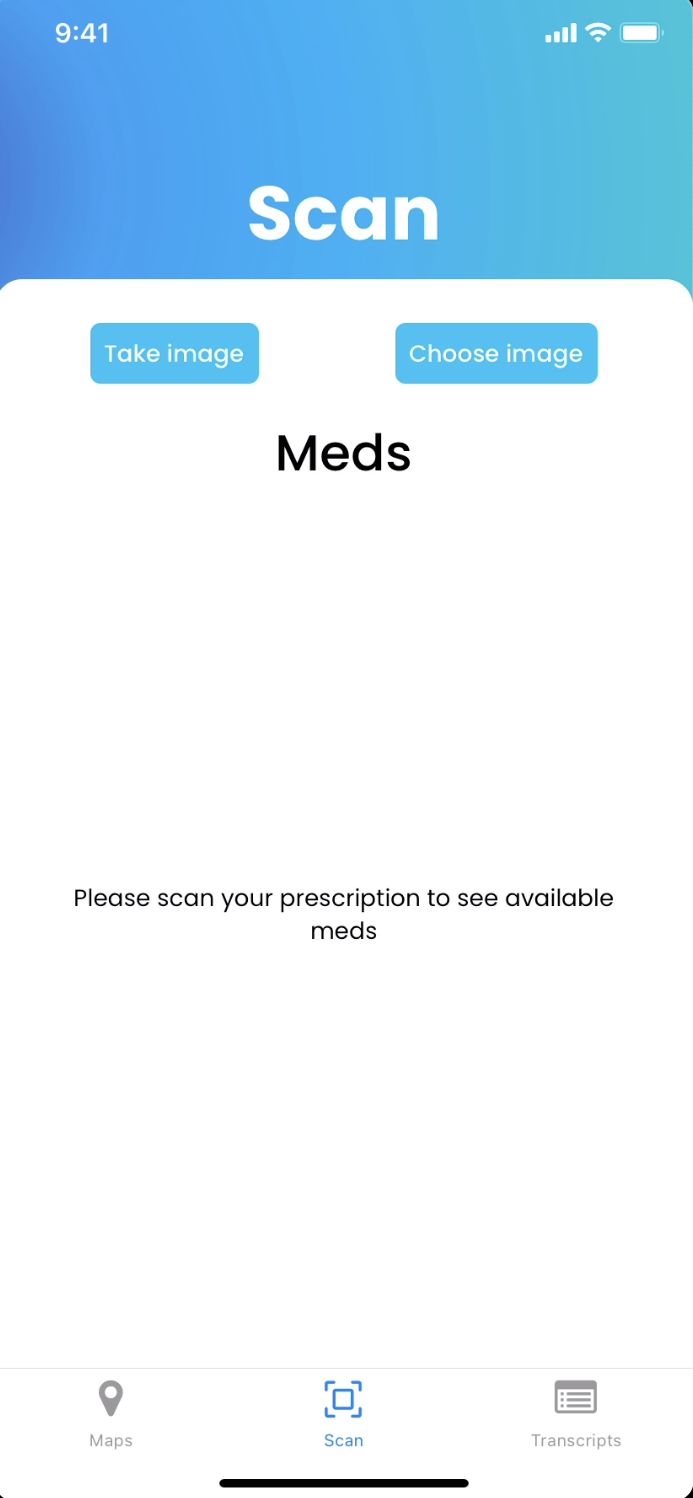 9:41
Scan
Take image
Choose image
Meds
Please scan your prescription to see available
meds
Maps
Scan
Transcripts